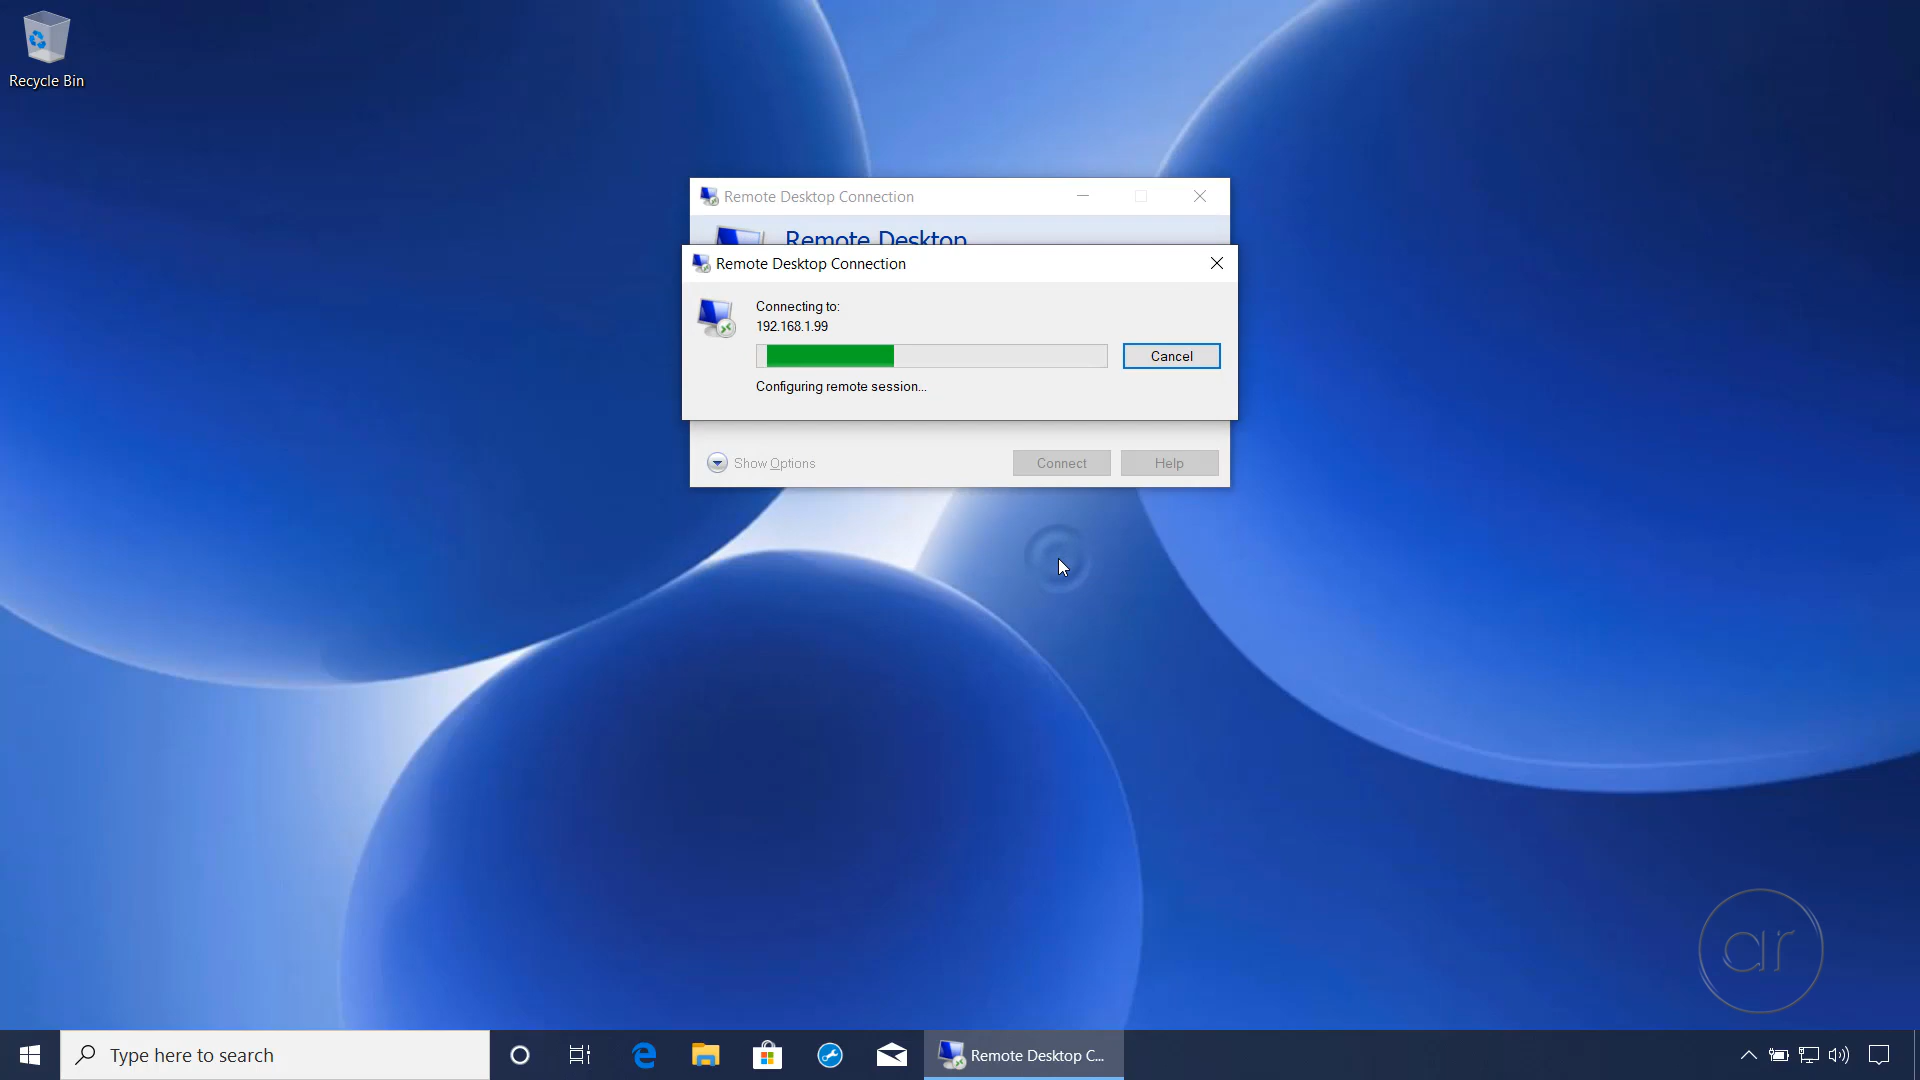 Recycle Bin
Remote Desktop Connection
Remote Desktop
Remote Desktop Connection
Connecting to:
192.168.1.99
Cancel
Configuring remote session...
Show Options
Connect
Help
ar
Type here to search
Remote Desktop C...